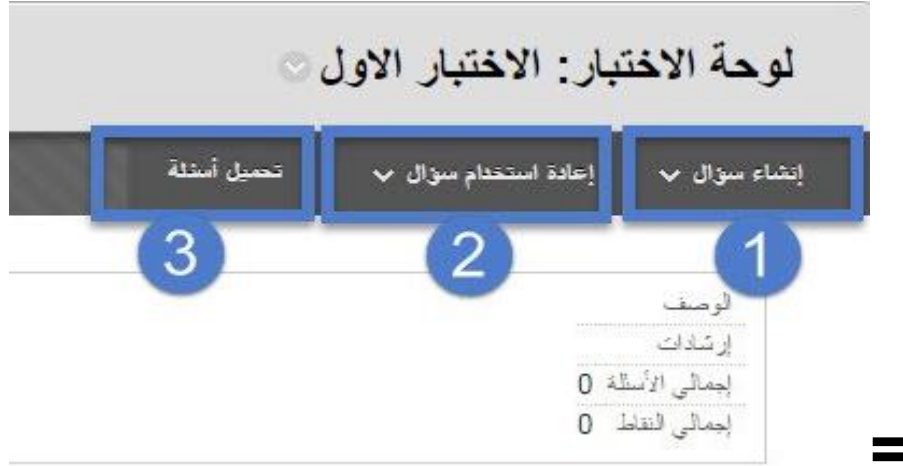 لوحة الاختبار: الاختبار الاول
إنشاء سؤال
إعادة استخدام سؤال
تحميل أسئلة
1
2
3
الوصف
إرشادات
إجمالي الأسئلة 0
إجمالي النقاط 0
=